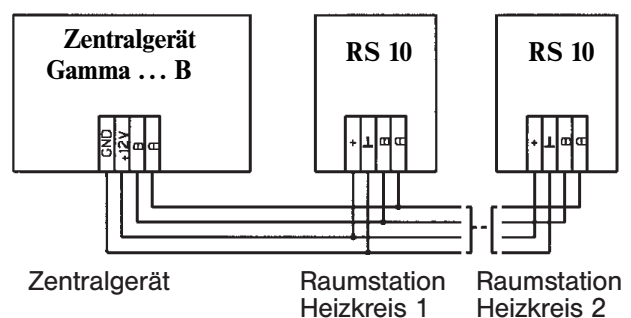 Zentralgerät
Gamma ... B
RS 10
RS 10
GND
+12V
B
A
+
⊥
B
A
+
⊥
B
A
Zentralgerät
Raumstation
Heizkreis 1
Raumstation
Heizkreis 2